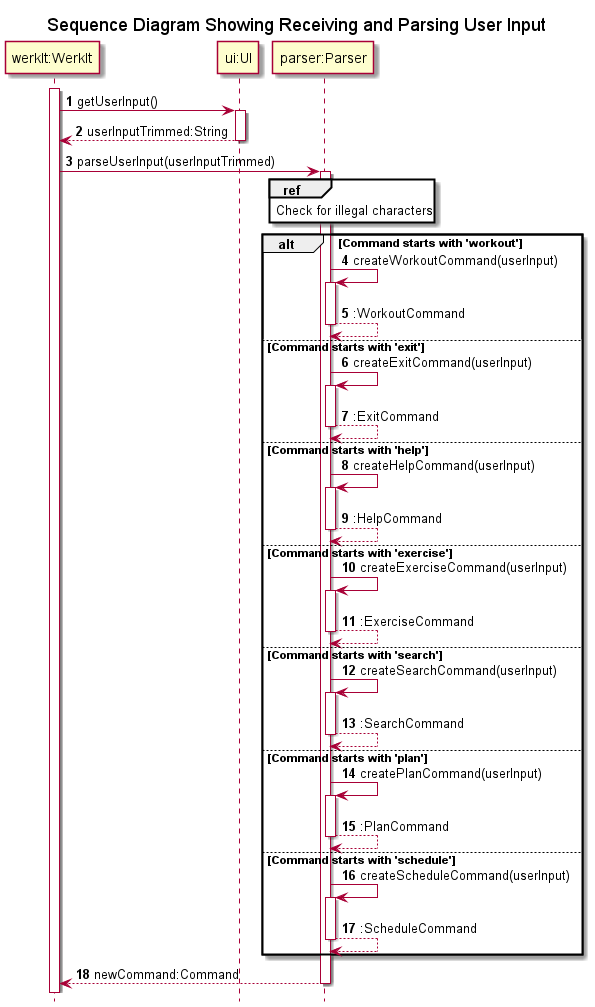 Sequence Diagram Showing Receiving and Parsing User Input
werkIt:WerkIt
ui:UI
parser:Parser
1 getUserInput()
2 userInputTrimmed:String
3 parseUserInput(userInputTrimmed)
ref
Check for illegal characters
alt [Command starts with 'workout']
4 createWorkoutCommand(userInput)
5 :WorkoutCommand
[Command starts with 'exit']
6 createExitCommand(userInput)
7 :ExitCommand
[Command starts with 'help']
8 createHelpCommand(userInput)
9 :HelpCommand
[Command starts with 'exercise']
10 createExerciseCommand(userInput)
11 :ExerciseCommand
[Command starts with 'search']
12 createSearchCommand(userInput)
13 :SearchCommand
[Command starts with 'plan']
14 createPlanCommand(userInput)
15 :PlanCommand
[Command starts with 'schedule']
16 createScheduleCommand(userInput)
17 :ScheduleCommand
18 newCommand:Command